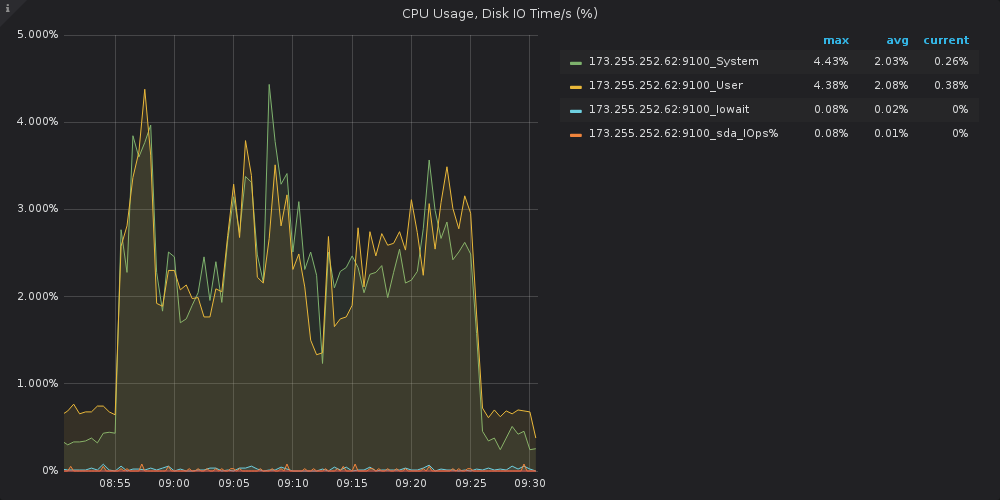 i
CPU Usage, Disk IO Time/s (%)
5.000%
4.000%
3.000%
2.000%
1.000%
0%
08:55 09:00 09:05 09:10 09:15 09:20 09:25 09:30
max avg current
173.255.252.62:9100_System 4.43% 2.03% 0.26%
173.255.252.62:9100_User 4.38% 2.08% 0.38%
173.255.252.62:9100_Iowait 0.08% 0.02% 0%
173.255.252.62:9100_sda_IOps% 0.08% 0.01% 0%